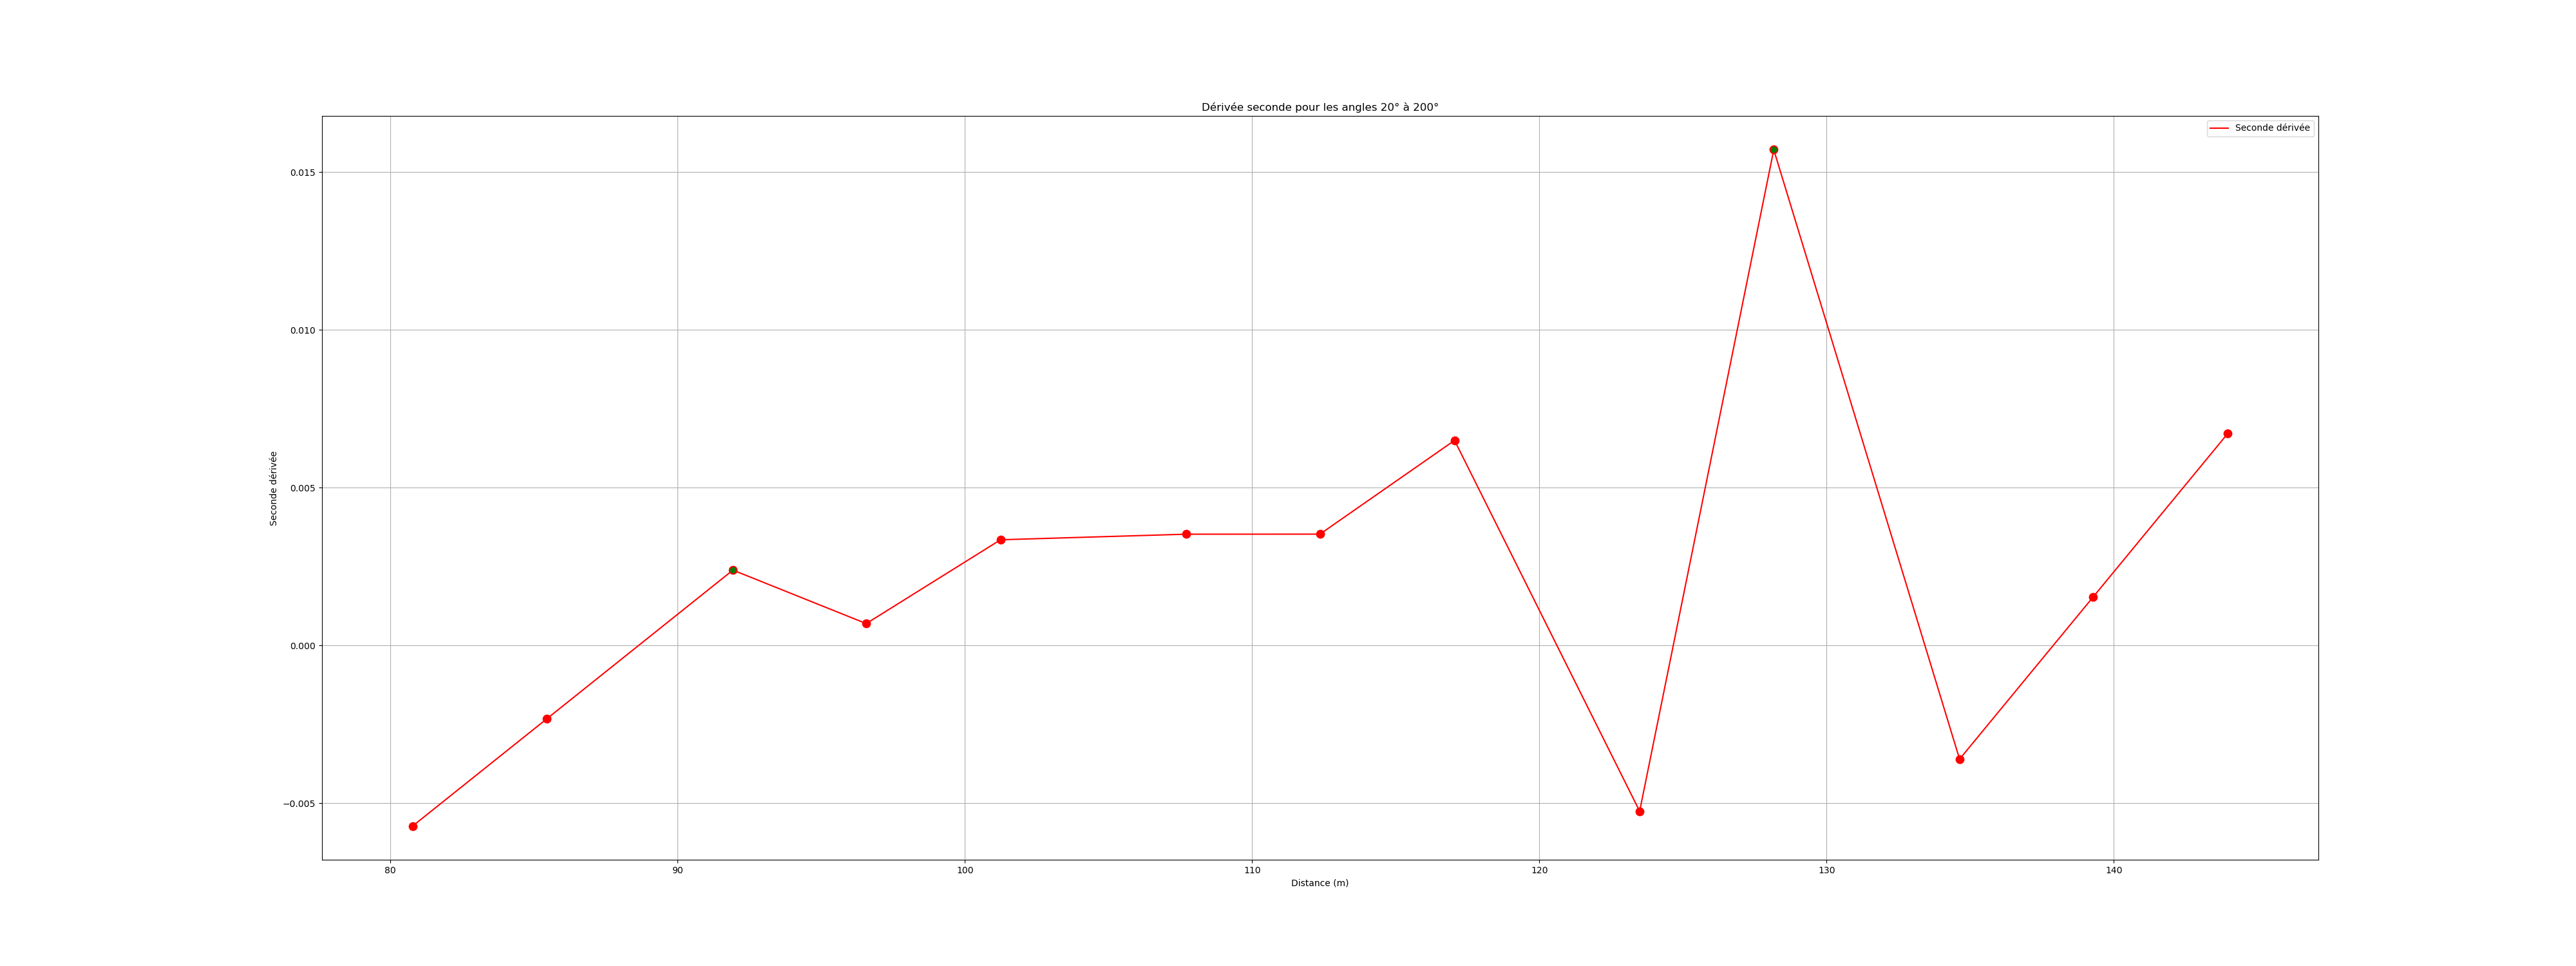 Dérivée seconde pour les angles 20° à 200°
Seconde dérivée
0.015
0.010
0.005
0.000
−0.005
Seconde dérivée
80 90 100 110 120 130 140
Distance (m)